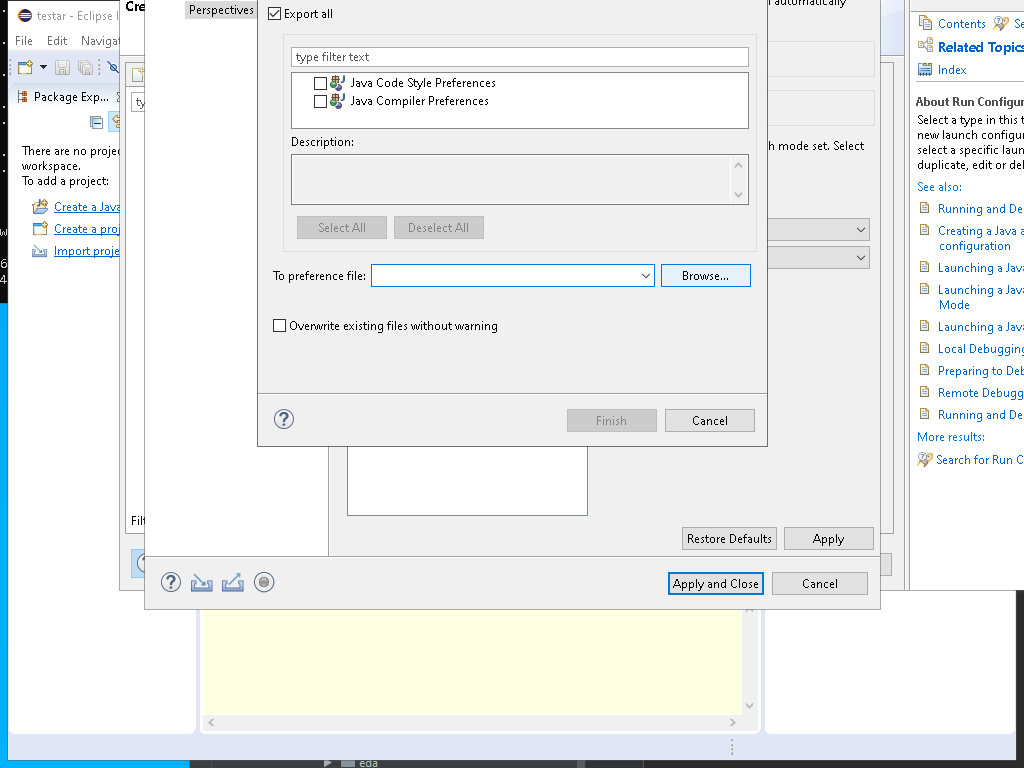 testar - Eclipse
File Edit Navigat
Package Exp...
There are no proje
workspace.
To add a project:
Create a Java
Create a proj
Import proje
Cre
ty
Filt
Perspectives
Export all
type filter text
Java Code Style Preferences
Java Compiler Preferences
Description:
Select All
Deselect All
To preference file:
Browse...
Overwrite existing files without warning
Finish
Cancel
automatically
h mode set. Select
Restore Defaults
Apply
Apply and Close
Cancel
Contents
Se
Related Topics
Index
About Run Configur
Select a type in this t
new launch configur
select a specific laun
duplicate, edit or del
See also:
Running and De
Creating a Java a
configuration
Launching a Java
Launching a Java
Mode
Launching a Java
Local Debugging
Preparing to Deb
Remote Debugg
Running and De
More results:
Search for Run C
eda